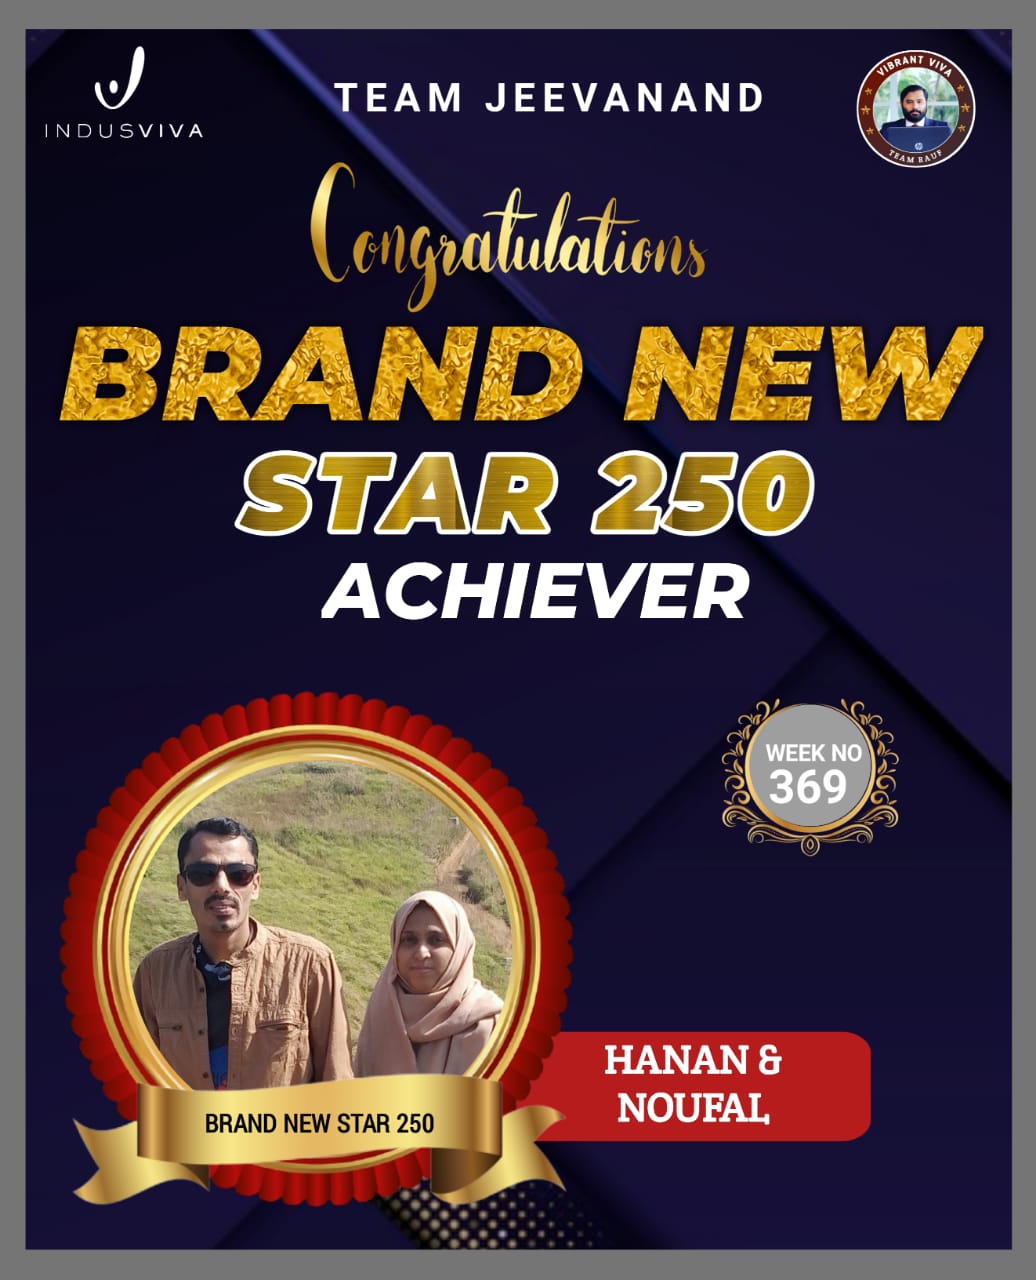 INDUSVIVA
TEAM JEEVANAND
VIBRANT VIVA
TEAM RAUF
Congratulations
BRAND NEW
STAR 250
ACHIEVER
WEEK NO
369
HANAN &
NOUFAL
BRAND NEW STAR 250